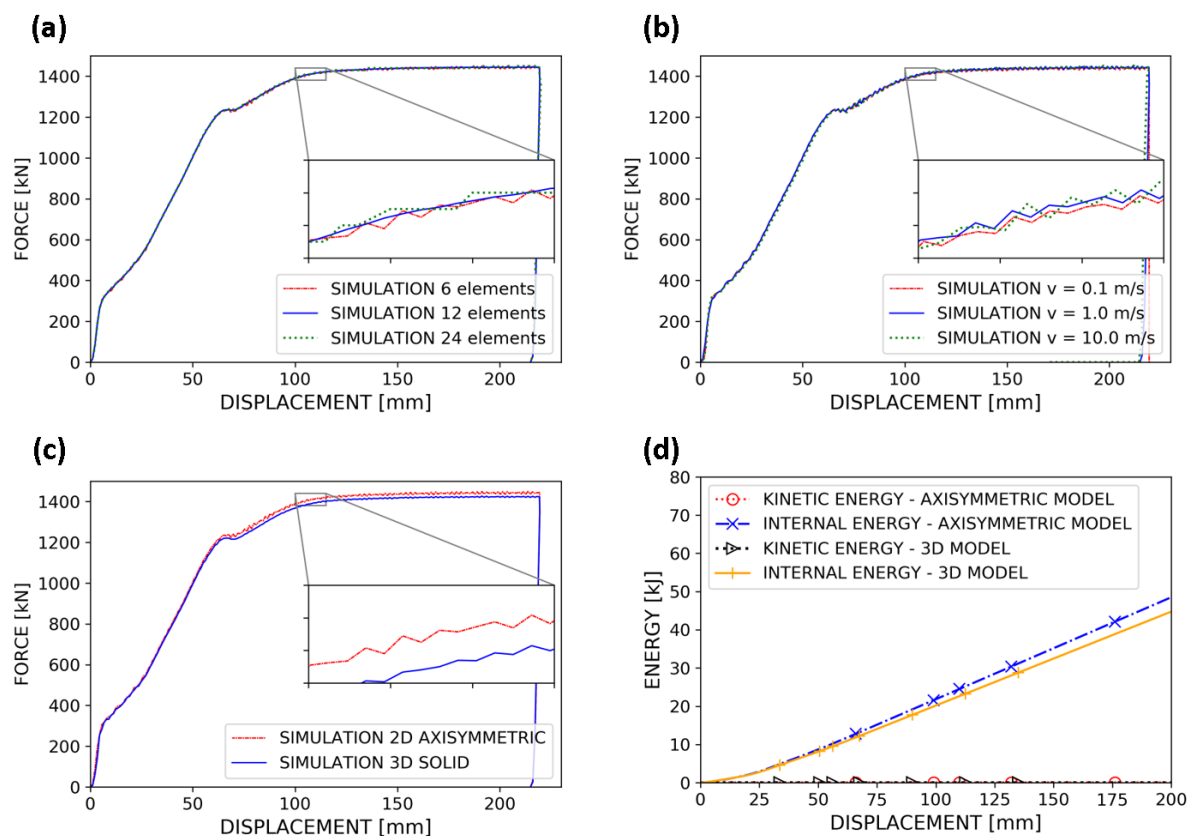 (a)
1400
1200
1000
800
600
400
200
0
FORCE [kN]
SIMULATION 6 elements
SIMULATION 12 elements
SIMULATION 24 elements
0 50 100 150 200
DISPLACEMENT [mm]
(b)
1400
1200
1000
800
600
400
200
0
FORCE [kN]
SIMULATION v = 0.1 m/s
SIMULATION v = 1.0 m/s
SIMULATION v = 10.0 m/s
0 50 100 150 200
DISPLACEMENT [mm]
(c)
1400
1200
1000
800
600
400
200
0
FORCE [kN]
SIMULATION 2D AXISYMMETRIC
SIMULATION 3D SOLID
0 50 100 150 200
DISPLACEMENT [mm]
(d)
80
70
60
50
40
30
20
10
0
ENERGY [kJ]
KINETIC ENERGY - AXISYMMETRIC MODEL
INTERNAL ENERGY - AXISYMMETRIC MODEL
KINETIC ENERGY - 3D MODEL
INTERNAL ENERGY - 3D MODEL
0 25 50 75 100 125 150 175 200
DISPLACEMENT [mm]